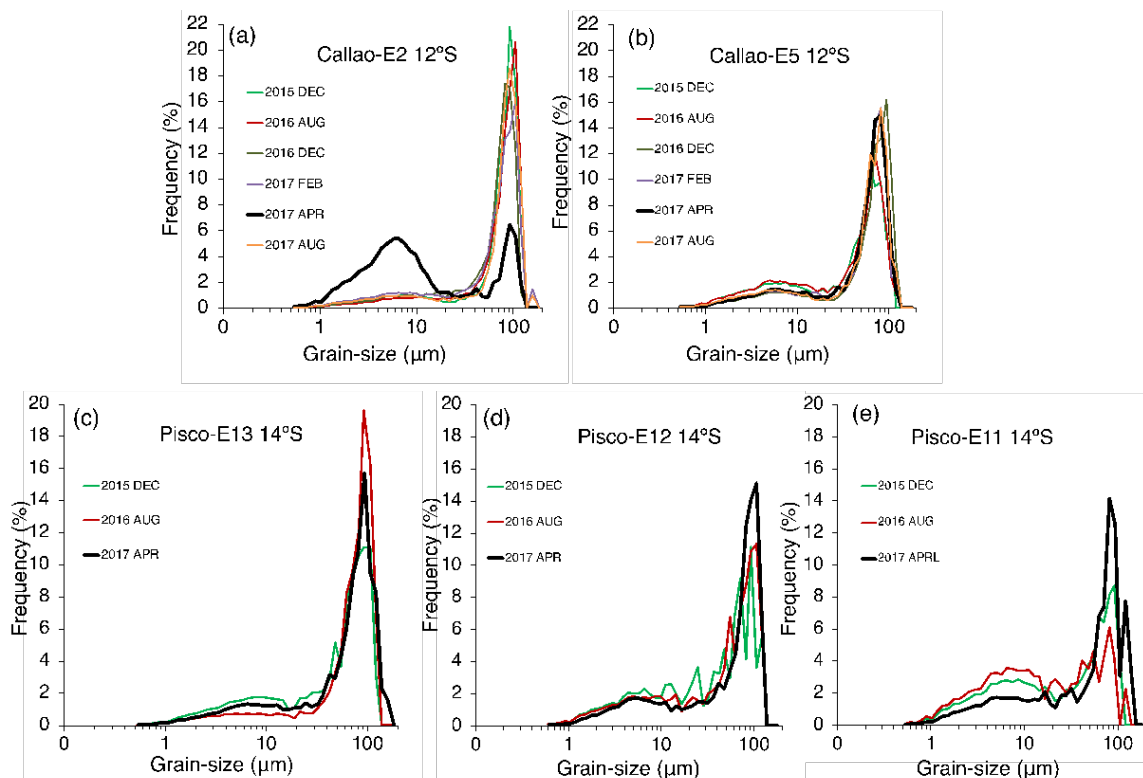 (a)
Callao-E2 12ºS
22
20
18
16
14
12
10
8
6
4
2
0
Frequency (%)
2015 DEC
2016 AUG
2016 DEC
2017 FEB
2017 APR
2017 AUG
0
1
10
100
Grain-size (µm)
(b)
Callao-E5 12ºS
22
20
18
16
14
12
10
8
6
4
2
0
Frequency (%)
2015 DEC
2016 AUG
2016 DEC
2017 FEB
2017 APR
2017 AUG
0
1
10
100
Grain-size (µm)
(c)
Pisco-E13 14ºS
20
18
16
14
12
10
8
6
4
2
0
Frequency (%)
2015 DEC
2016 AUG
2017 APR
0
1
10
100
Grain-size (µm)
(d)
Pisco-E12 14ºS
20
18
16
14
12
10
8
6
4
2
0
Frequency (%)
2015 DEC
2016 AUG
2017 APR
0
1
10
100
Grain-size (µm)
(e)
Pisco-E11 14ºS
20
18
16
14
12
10
8
6
4
2
0
Frequency (%)
2015 DEC
2016 AUG
2017 APRL
0
1
10
100
Grain-size (µm)